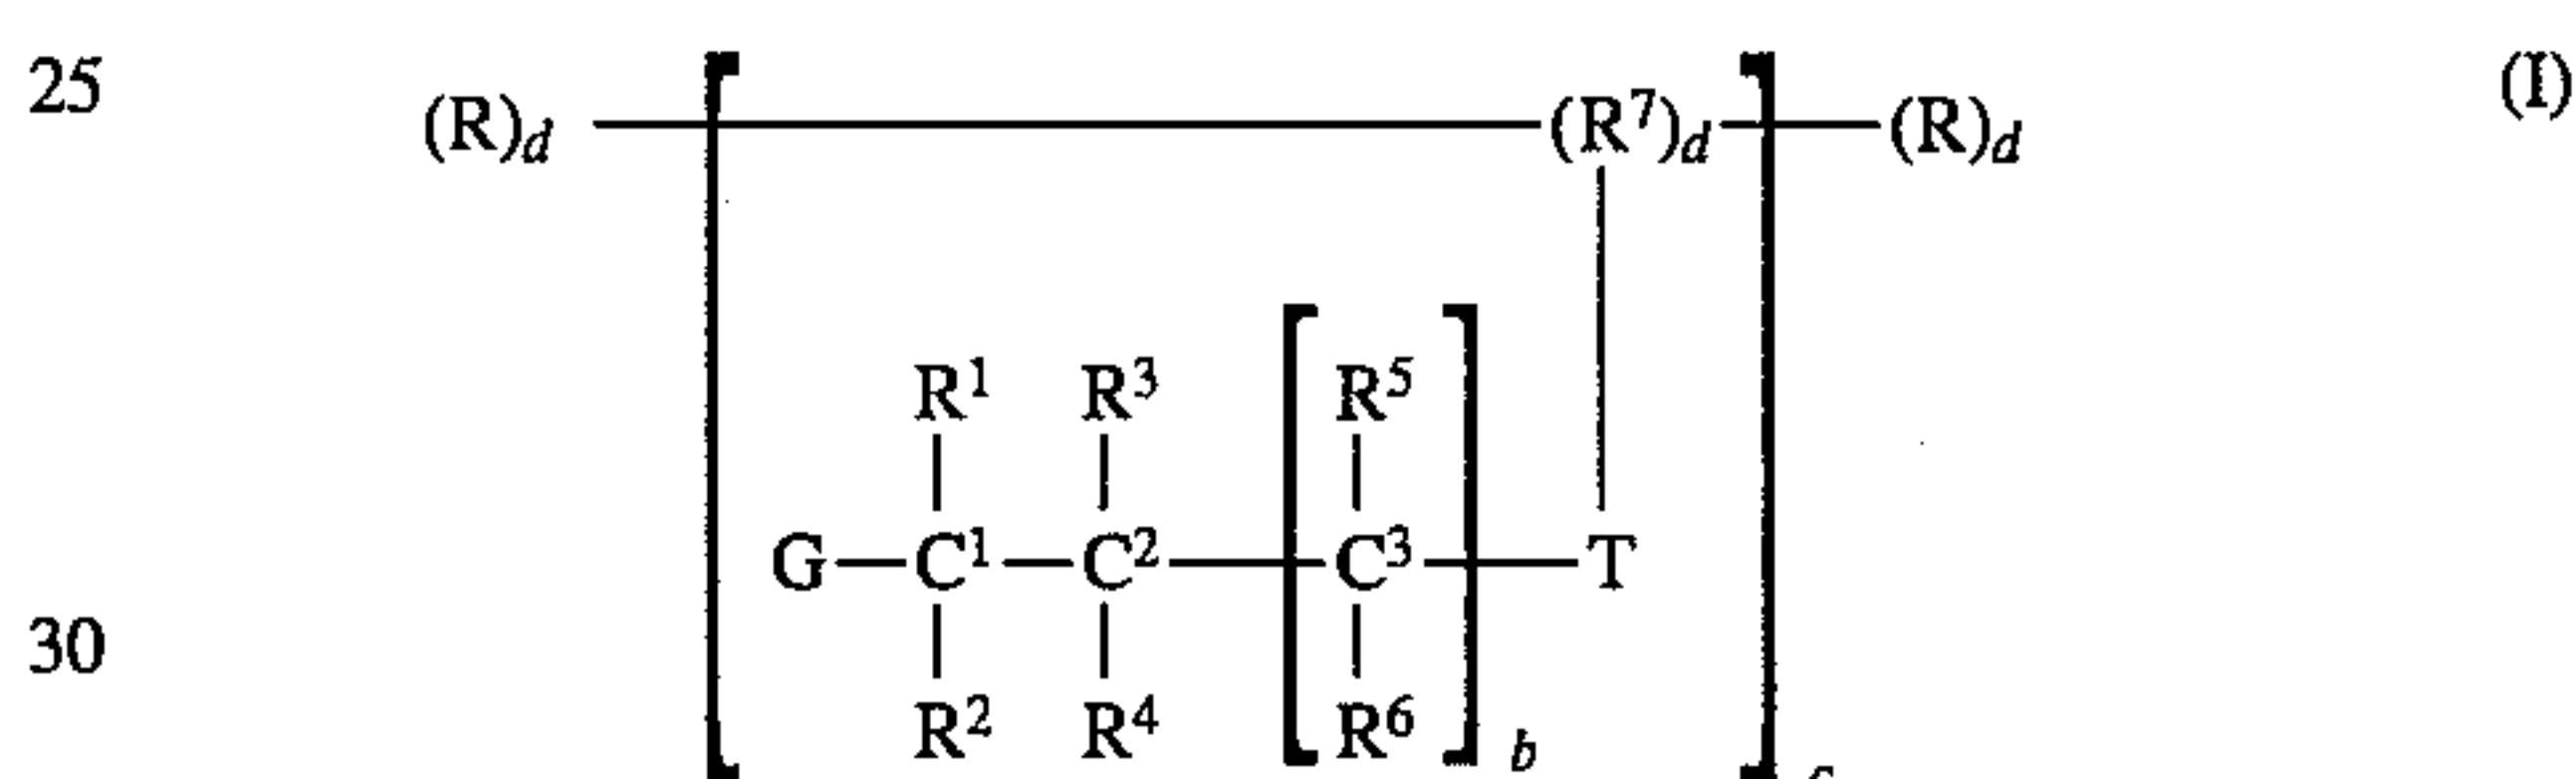 25 (R)d (R⁷)d (R)d (I)
R¹ R³ R⁵
G C¹ C² C³ T
30 R² R⁴ R⁶ b